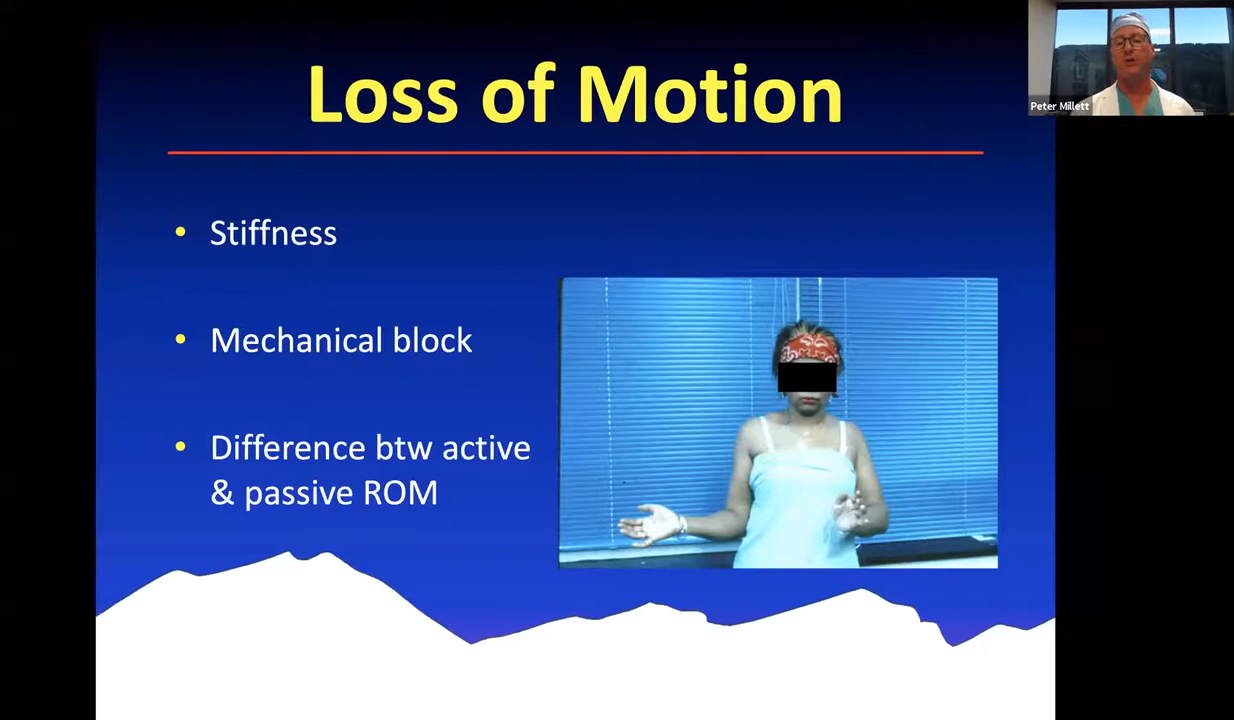 Loss of Motion
Peter Millett
• Stiffness
• Mechanical block
• Difference btw active
& passive ROM